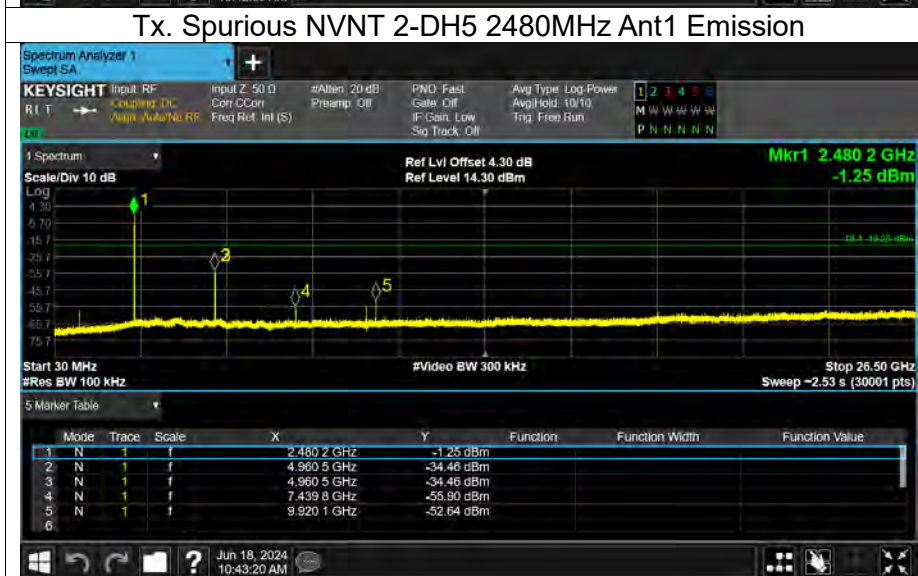 Tx. Spurious NVNT 2-DH5 2480MHz Ant1 Emission
Spectrum Analyzer 1
Swept SA
+
KEYSIGHT Input: RF Input Z: 50 Ω #Atten: 20 dB PNO: Fast Avg Type: Log-Power 1 2 3 4 5 6
RLT Coupling: DC Corr CCorr Preamp: Off Gate: Off Avg|Hold: 10/10 M W W W W W
Align: Auto/No RF Freq Ref: Int (S) IF Gain: Low Trig: Free Run
Sig Track: Off P N N N N N
1 Spectrum Ref Lvl Offset 4.30 dB Mkr1 2.480 2 GHz
Scale/Div 10 dB Ref Level 14.30 dBm -1.25 dBm
Log
4.30
-5.70
-15.7
-25.7
-35.7
-45.7
-55.7
-65.7
-75.7
1
2
4
5
Start 30 MHz #Video BW 300 kHz Stop 26.50 GHz
#Res BW 100 kHz Sweep ~2.53 s (30001 pts)
5 Marker Table
Mode Trace Scale X Y Function Function Width Function Value
1 N 1 f 2.480 2 GHz -1.25 dBm
2 N 1 f 4.960 5 GHz -34.46 dBm
3 N 1 f 4.960 5 GHz -34.46 dBm
4 N 1 f 7.439 8 GHz -55.90 dBm
5 N 1 f 9.920 1 GHz -52.64 dBm
6
? Jun 18, 2024
10:43:20 AM